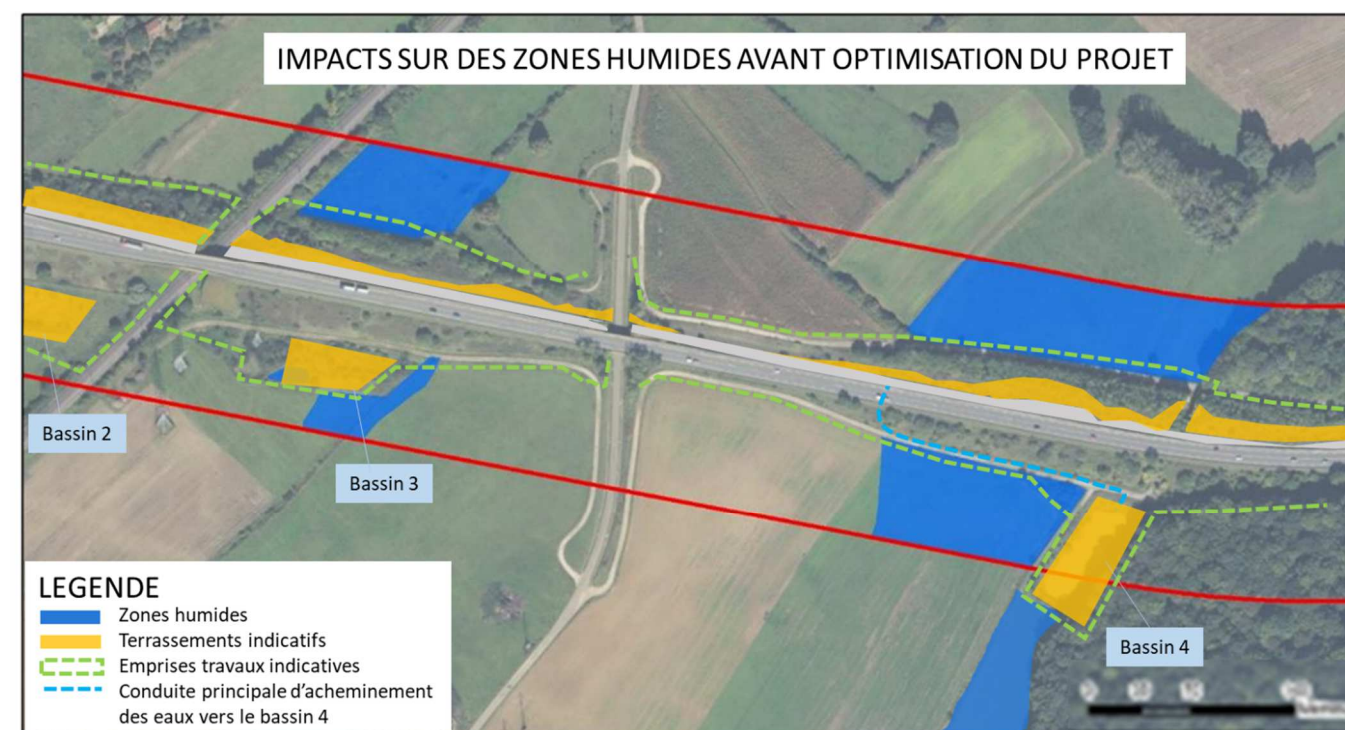 IMPACTS SUR DES ZONES HUMIDES AVANT OPTIMISATION DU PROJET
Bassin 2
Bassin 3
Bassin 4
LEGENDE
Zones humides
Terrassements indicatifs
Emprises travaux indicatives
Conduite principale d'acheminement
des eaux vers le bassin 4